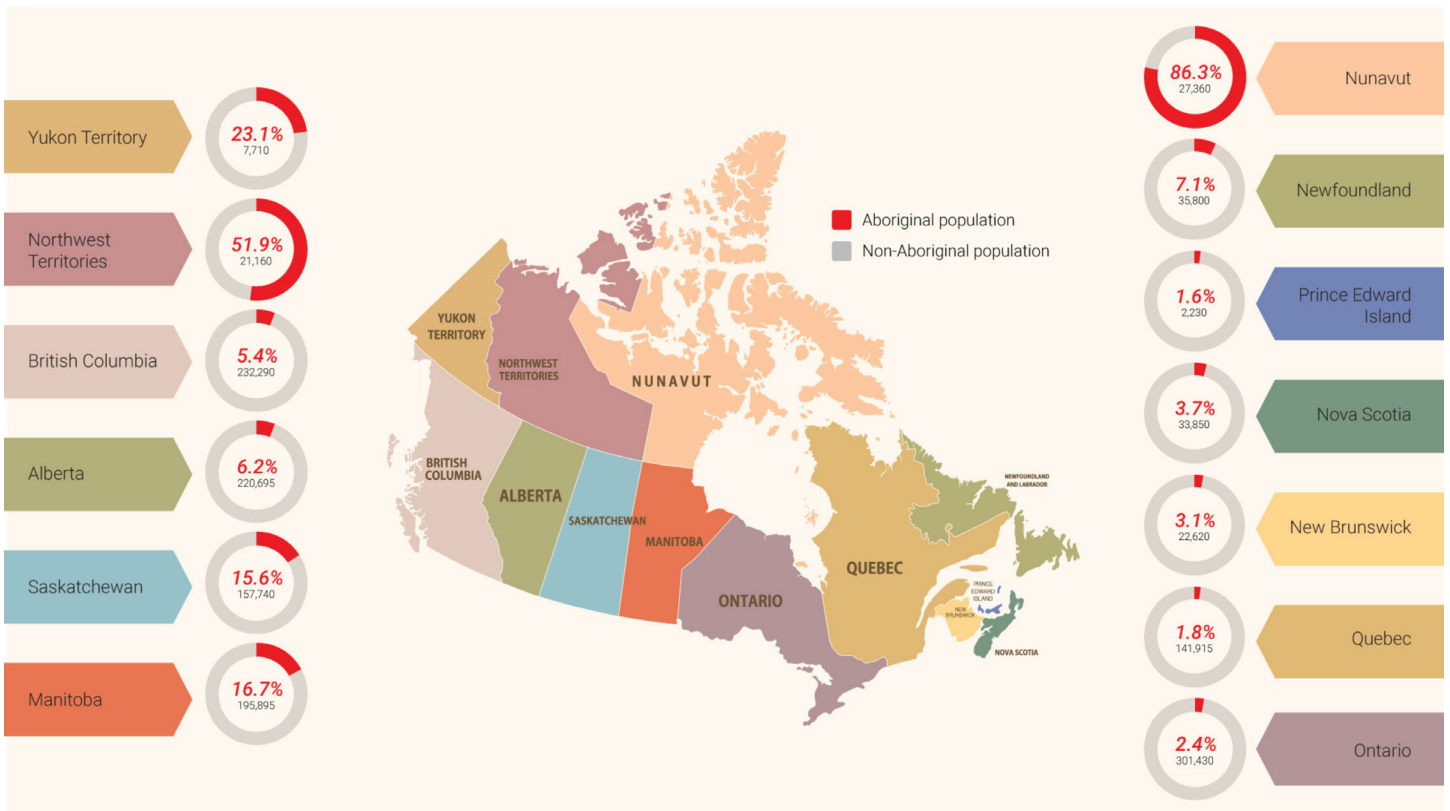 Yukon Territory
23.1%
7,710
Northwest
Territories
51.9%
21,160
British Columbia
5.4%
232,290
Alberta
6.2%
220,695
Saskatchewan
15.6%
157,740
Manitoba
16.7%
195,895
Aboriginal population
Non-Aboriginal population
YUKON
TERRITORY
NORTHWEST
TERRITORIES
NUNAVUT
BRITISH
COLUMBIA
ALBERTA
SASKATCHEWAN
MANITOBA
ONTARIO
QUEBEC
NEWFOUNDLAND
AND LABRADOR
PRINCE
EDWARD
ISLAND
NEW
BRUNSWICK
NOVA SCOTIA
86.3%
27,360
Nunavut
7.1%
35,800
Newfoundland
1.6%
2,230
Prince Edward
Island
3.7%
33,850
Nova Scotia
3.1%
22,620
New Brunswick
1.8%
141,915
Quebec
2.4%
301,430
Ontario